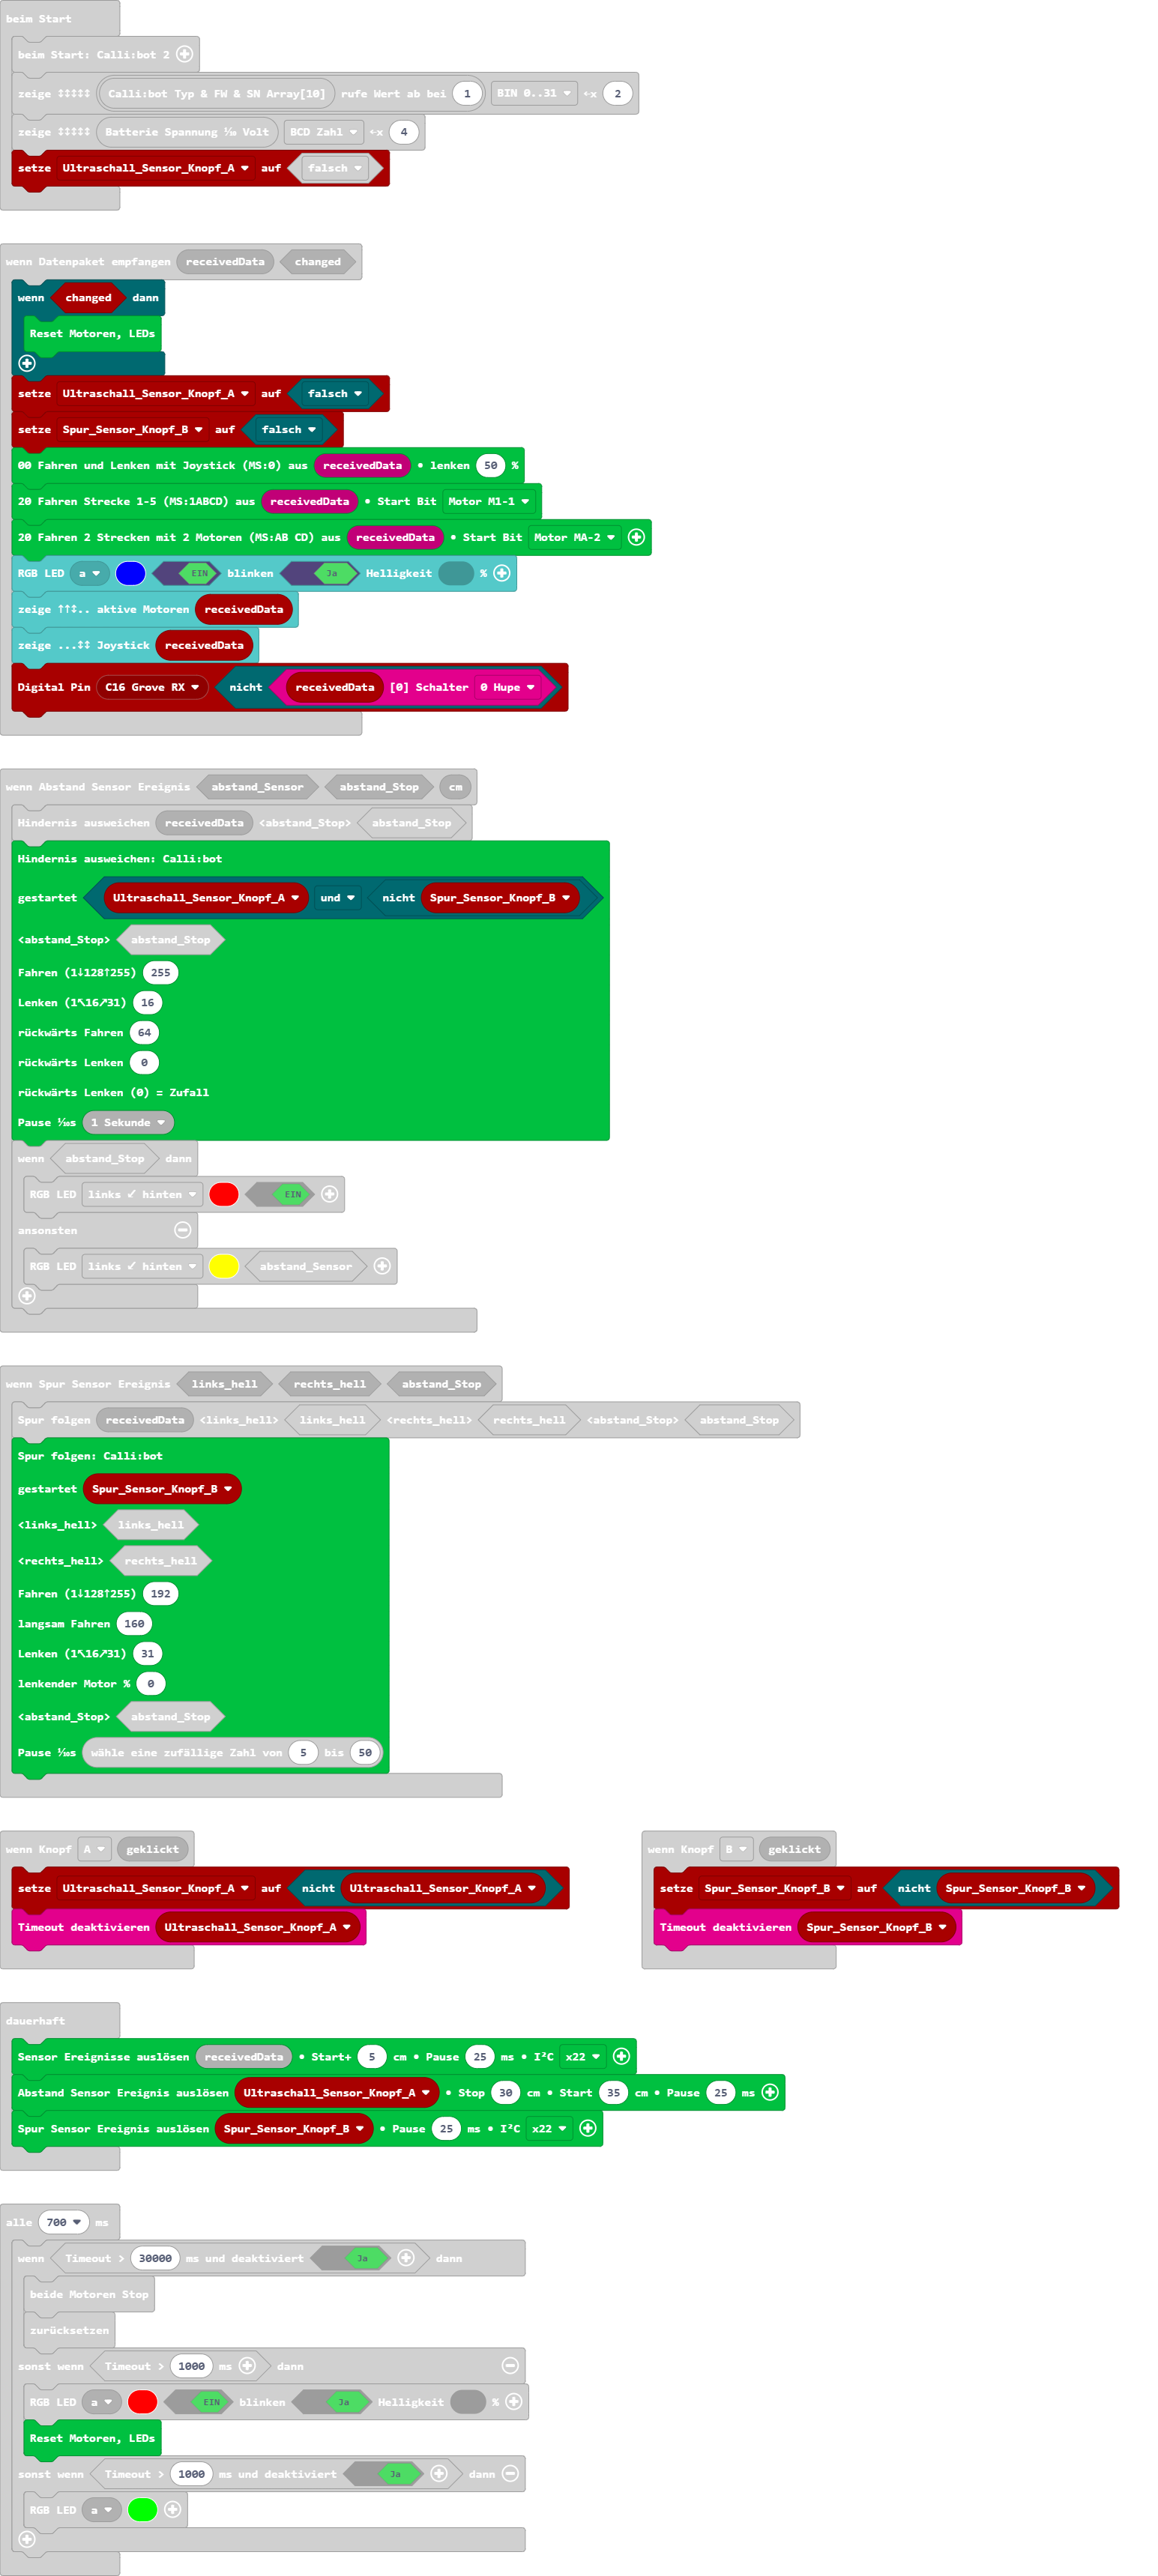 beim Start
beim Start: Calli:bot 2
zeige ↕↕↕↕↕ Calli:bot Typ & FW & SN Array[10] rufe Wert ab bei 1 BIN 0..31 ←x 2
zeige ↕↕↕↕↕ Batterie Spannung ⅒ Volt BCD Zahl ←x 4
setze Ultraschall_Sensor_Knopf_A auf falsch
wenn Datenpaket empfangen receivedData changed
wenn changed dann
Reset Motoren, LEDs
setze Ultraschall_Sensor_Knopf_A auf falsch
setze Spur_Sensor_Knopf_B auf falsch
00 Fahren und Lenken mit Joystick (MS:0) aus receivedData • lenken 50 %
20 Fahren Strecke 1-5 (MS:1ABCD) aus receivedData • Start Bit Motor M1-1
20 Fahren 2 Strecken mit 2 Motoren (MS:AB CD) aus receivedData • Start Bit Motor MA-2
RGB LED a EIN blinken Ja Helligkeit %
zeige ↑↑↕.. aktive Motoren receivedData
zeige ...↕↕ Joystick receivedData
Digital Pin C16 Grove RX nicht receivedData [0] Schalter 0 Hupe
wenn Abstand Sensor Ereignis abstand_Sensor abstand_Stop cm
Hindernis ausweichen receivedData <abstand_Stop> abstand_Stop
Hindernis ausweichen: Calli:bot
gestartet Ultraschall_Sensor_Knopf_A und nicht Spur_Sensor_Knopf_B
<abstand_Stop> abstand_Stop
Fahren (1↓128↑255) 255
Lenken (1↖16↗31) 16
rückwärts Fahren 64
rückwärts Lenken 0
rückwärts Lenken (0) = Zufall
Pause ⅒s 1 Sekunde
wenn abstand_Stop dann
RGB LED links ↙ hinten EIN
ansonsten
RGB LED links ↙ hinten abstand_Sensor
wenn Spur Sensor Ereignis links_hell rechts_hell abstand_Stop
Spur folgen receivedData <links_hell> links_hell <rechts_hell> rechts_hell <abstand_Stop> abstand_Stop
Spur folgen: Calli:bot
gestartet Spur_Sensor_Knopf_B
<links_hell> links_hell
<rechts_hell> rechts_hell
Fahren (1↓128↑255) 192
langsam Fahren 160
Lenken (1↖16↗31) 31
lenkender Motor % 0
<abstand_Stop> abstand_Stop
Pause ⅒s wähle eine zufällige Zahl von 5 bis 50
wenn Knopf A geklickt
setze Ultraschall_Sensor_Knopf_A auf nicht Ultraschall_Sensor_Knopf_A
Timeout deaktivieren Ultraschall_Sensor_Knopf_A
wenn Knopf B geklickt
setze Spur_Sensor_Knopf_B auf nicht Spur_Sensor_Knopf_B
Timeout deaktivieren Spur_Sensor_Knopf_B
dauerhaft
Sensor Ereignisse auslösen receivedData • Start+ 5 cm • Pause 25 ms • I²C x22
Abstand Sensor Ereignis auslösen Ultraschall_Sensor_Knopf_A • Stop 30 cm • Start 35 cm • Pause 25 ms
Spur Sensor Ereignis auslösen Spur_Sensor_Knopf_B • Pause 25 ms • I²C x22
alle 700 ms
wenn Timeout > 30000 ms und deaktiviert Ja dann
beide Motoren Stop
zurücksetzen
sonst wenn Timeout > 1000 ms dann
RGB LED a EIN blinken Ja Helligkeit %
Reset Motoren, LEDs
sonst wenn Timeout > 1000 ms und deaktiviert Ja dann
RGB LED a